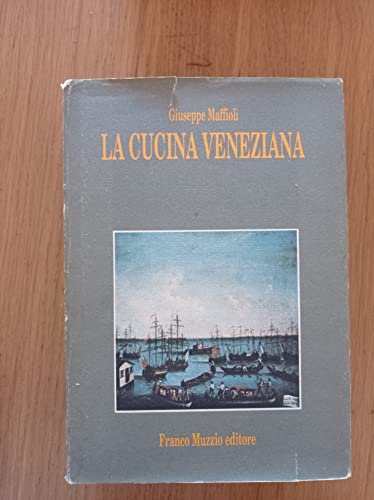 Giuseppe Maffioli
LA CUCINA VENEZIANA
Franco Muzzio editore